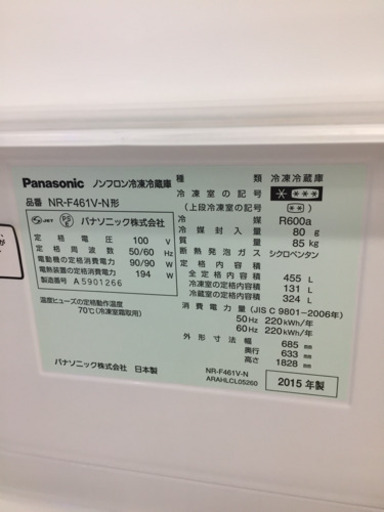 Panasonic ノンフロン冷凍冷蔵庫
品番 NR-F461V-N形
JET PSE パナソニック株式会社
定格電圧 100 V
定格周波数 50/60 Hz
電動機の定格消費電力 90/90 W
電熱装置の定格消費電力 194 W
製造番号 A 5901266
温度ヒューズの定格動作温度
70℃(冷凍室霜取用)
パナソニック株式会社 日本製
種類 冷凍冷蔵庫
冷凍室の記号
(上段冷凍室の記号)
冷媒 R600a
冷媒封入量 80 g
質量 85 kg
断熱発泡ガス シクロペンタン
定格内容積
全定格内容積 455 L
冷凍室の定格内容積 131 L
冷蔵室の定格内容積 324 L
消費電力量(JIS C 9801−2006年)
50Hz 220 kWh/年
60Hz 220 kWh/年
外形寸法 幅 685 mm
奥行 633 mm
高さ 1828 mm
NR-F461V-N
ARAHLCL0S260
2015 年製